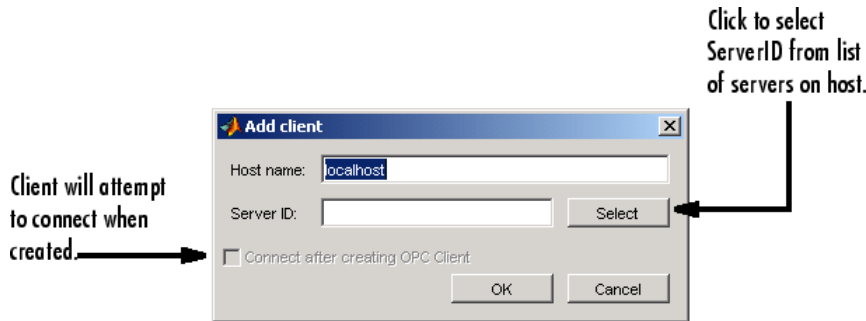 Click to select
ServerID from list
of servers on host.
Add client
Host name: localhost
Client will attempt
to connect when
created.
Server ID: Select
Connect after creating OPC Client
OK Cancel